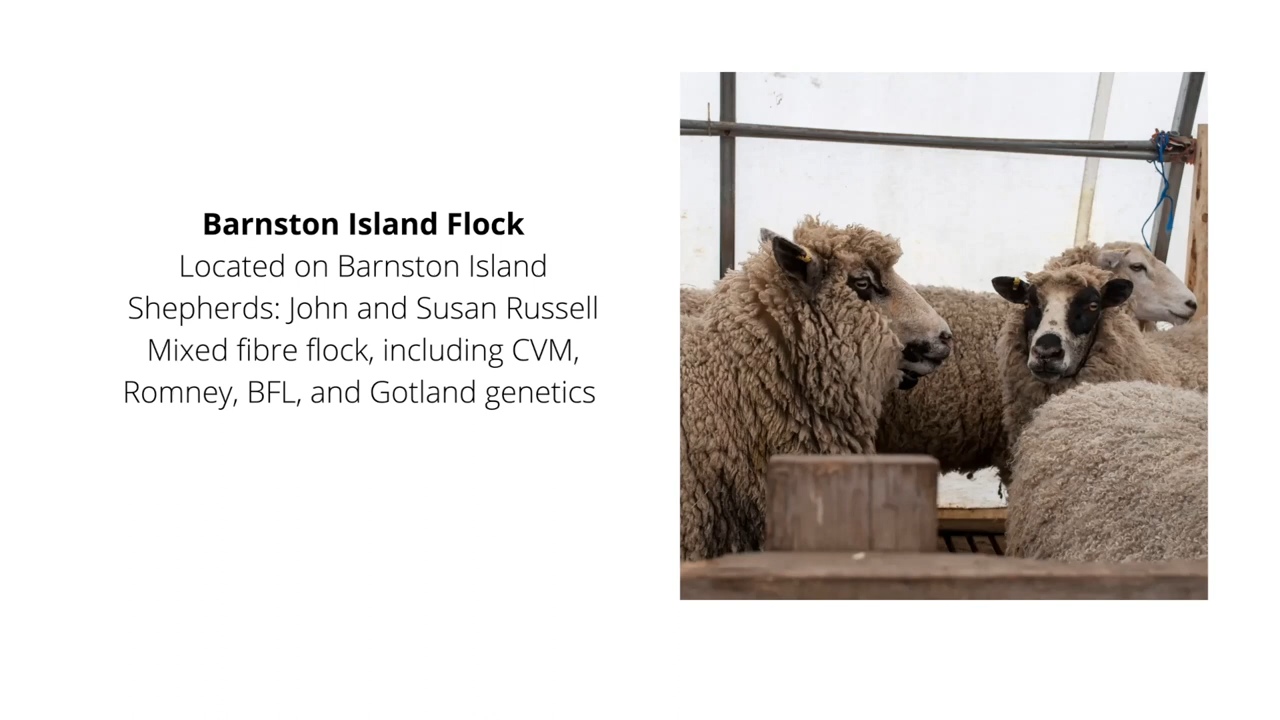 Barnston Island Flock
Located on Barnston Island
Shepherds: John and Susan Russell
Mixed fibre flock, including CVM,
Romney, BFL, and Gotland genetics